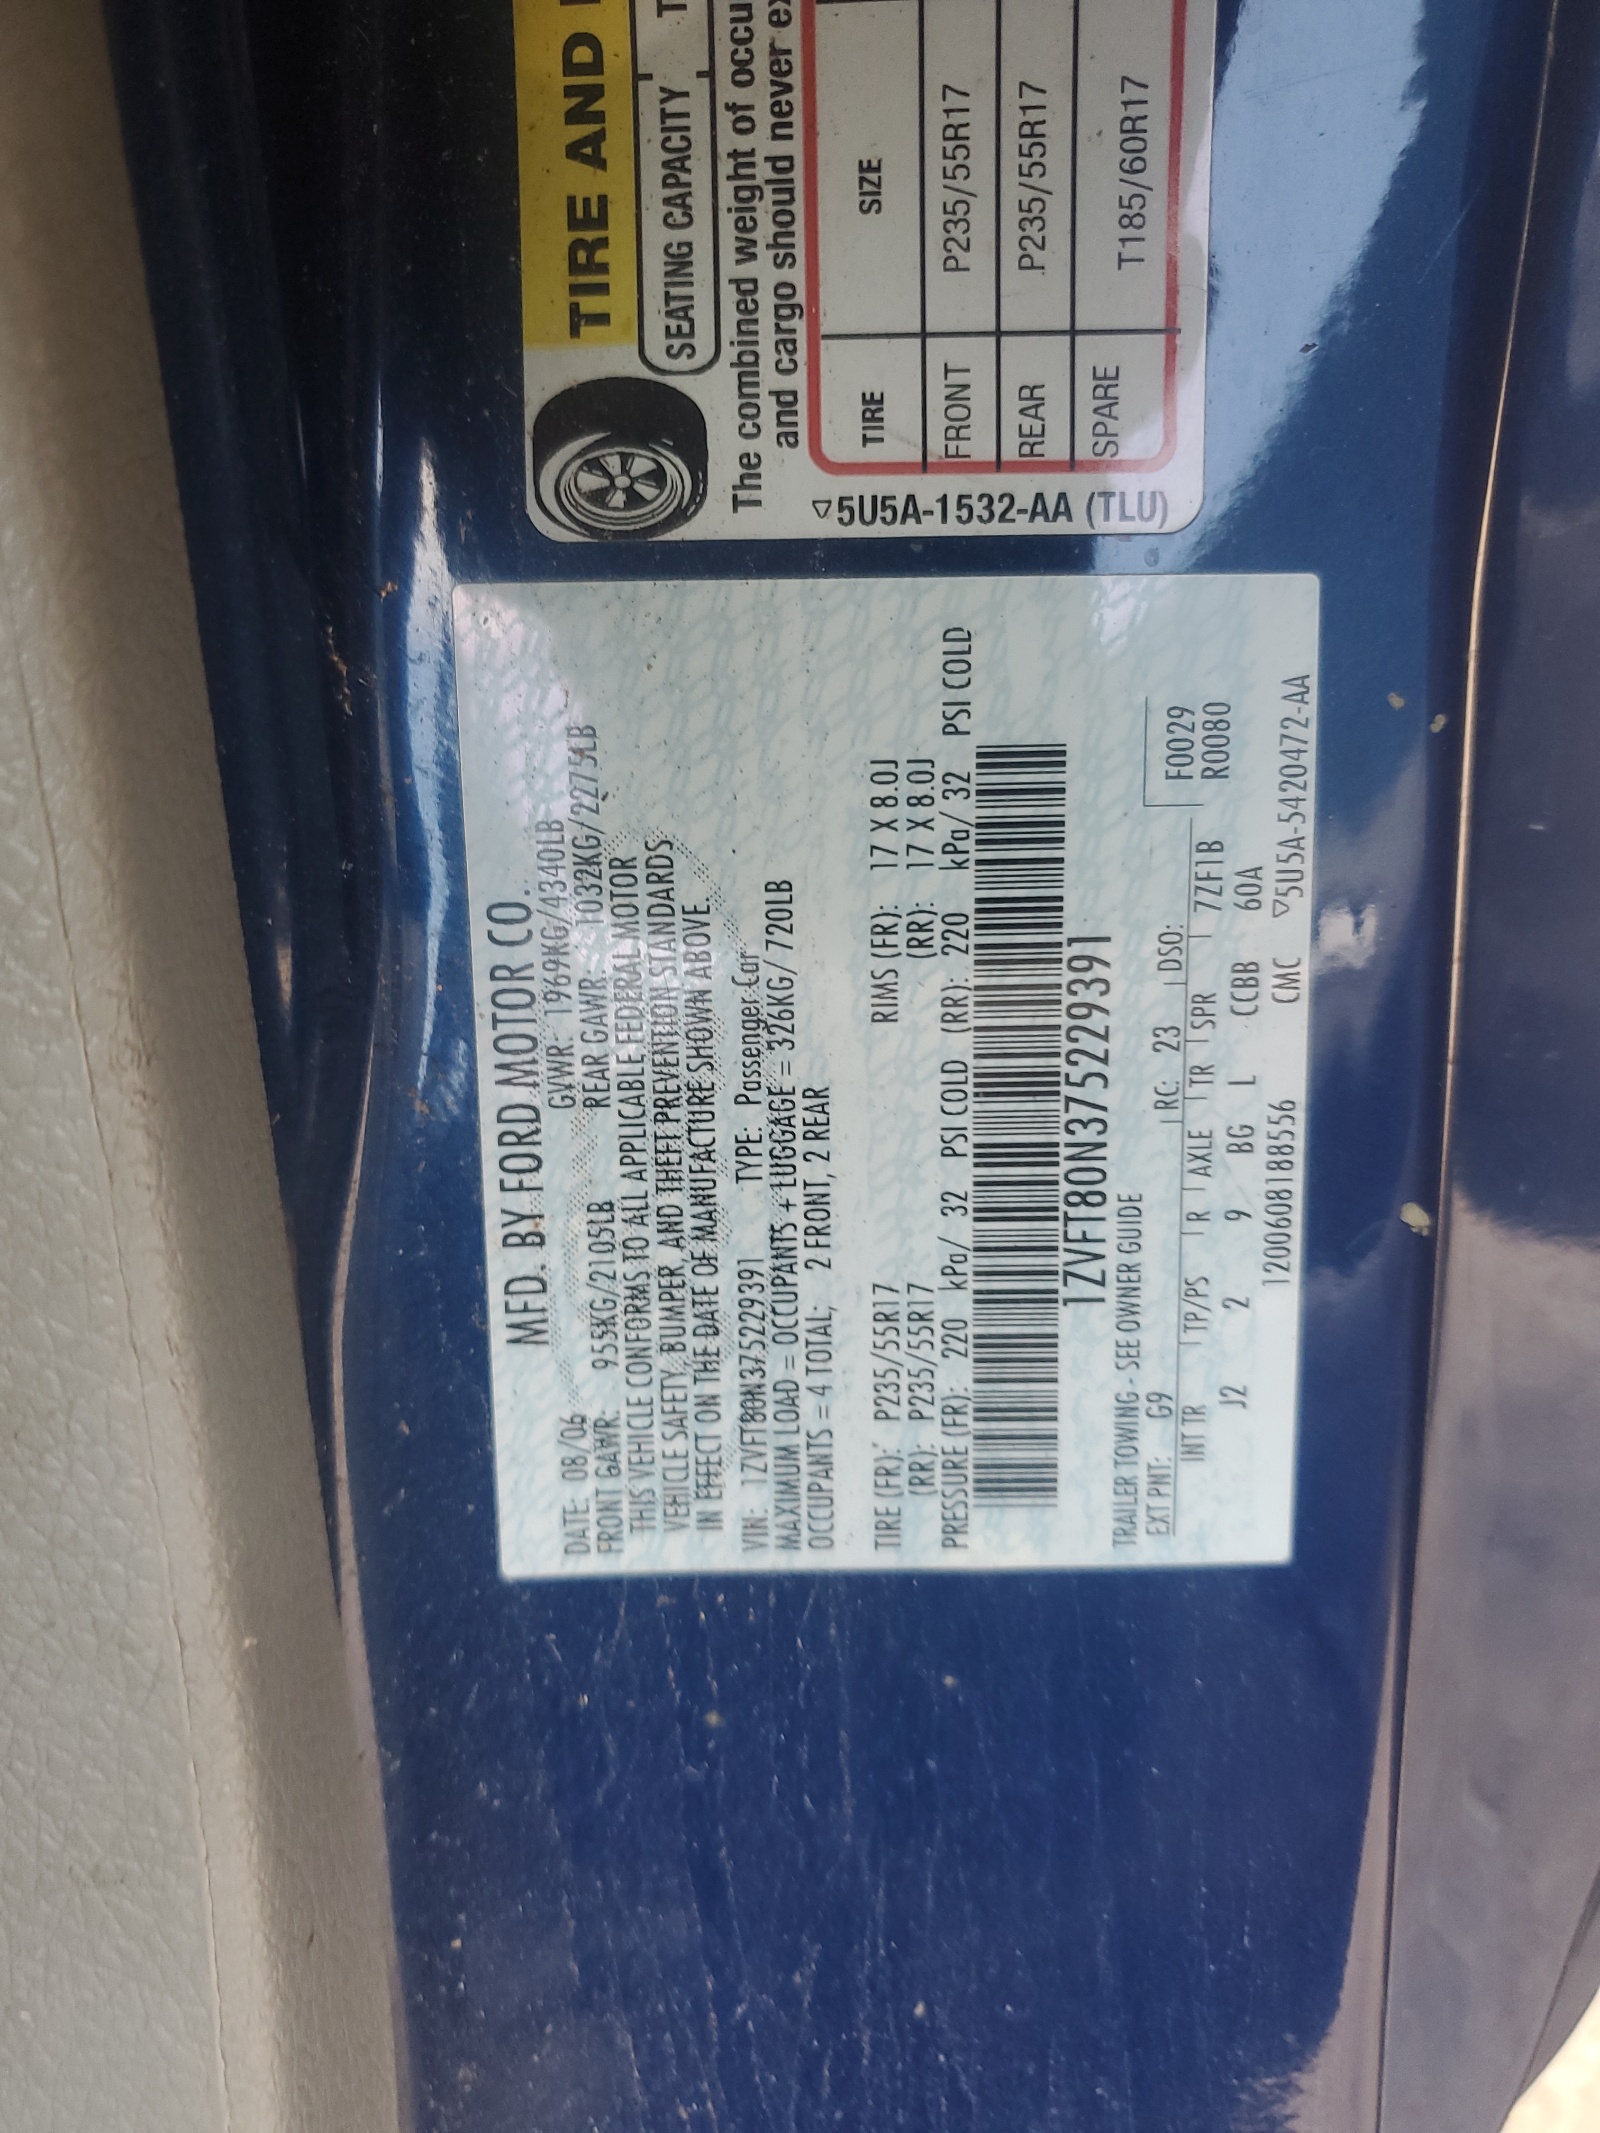 MFD. BY FORD MOTOR CO.
DATE: 08/06 GVWR: 1969KG/4340LB
FRONT GAWR: 955KG/2105LB REAR GAWR: 1032KG/2275LB
THIS VEHICLE CONFORMS TO ALL APPLICABLE FEDERAL MOTOR
VEHICLE SAFETY, BUMPER, AND THEFT PREVENTION STANDARDS
IN EFFECT ON THE DATE OF MANUFACTURE SHOWN ABOVE.
VIN: 1ZVFT80N375229391 TYPE: Passenger Car
MAXIMUM LOAD = OCCUPANTS + LUGGAGE = 326KG/ 720LB
OCCUPANTS = 4 TOTAL; 2 FRONT, 2 REAR
TIRE (FR): P235/55R17 RIMS (FR): 17 X 8.0J
(RR): P235/55R17 (RR): 17 X 8.0J
PRESSURE (FR): 220 kPa/ 32 PSI COLD (RR): 220 kPa/ 32 PSI COLD
1ZVFT80N375229391
TRAILER TOWING - SEE OWNER GUIDE
EXT PNT: G9 RC: 23 DSO: F0029
INT TR TP/PS R AXLE TR SPR 7ZF1B R0080
J2 2 9 BG L CCBB 60A
1200608188556 CMC ▽5U5A-5420472-AA
TIRE AND
SEATING CAPACITY
The combined weight of occu
and cargo should never ex
TIRE SIZE
FRONT P235/55R17
REAR P235/55R17
SPARE T185/60R17
▽5U5A-1532-AA (TLU)